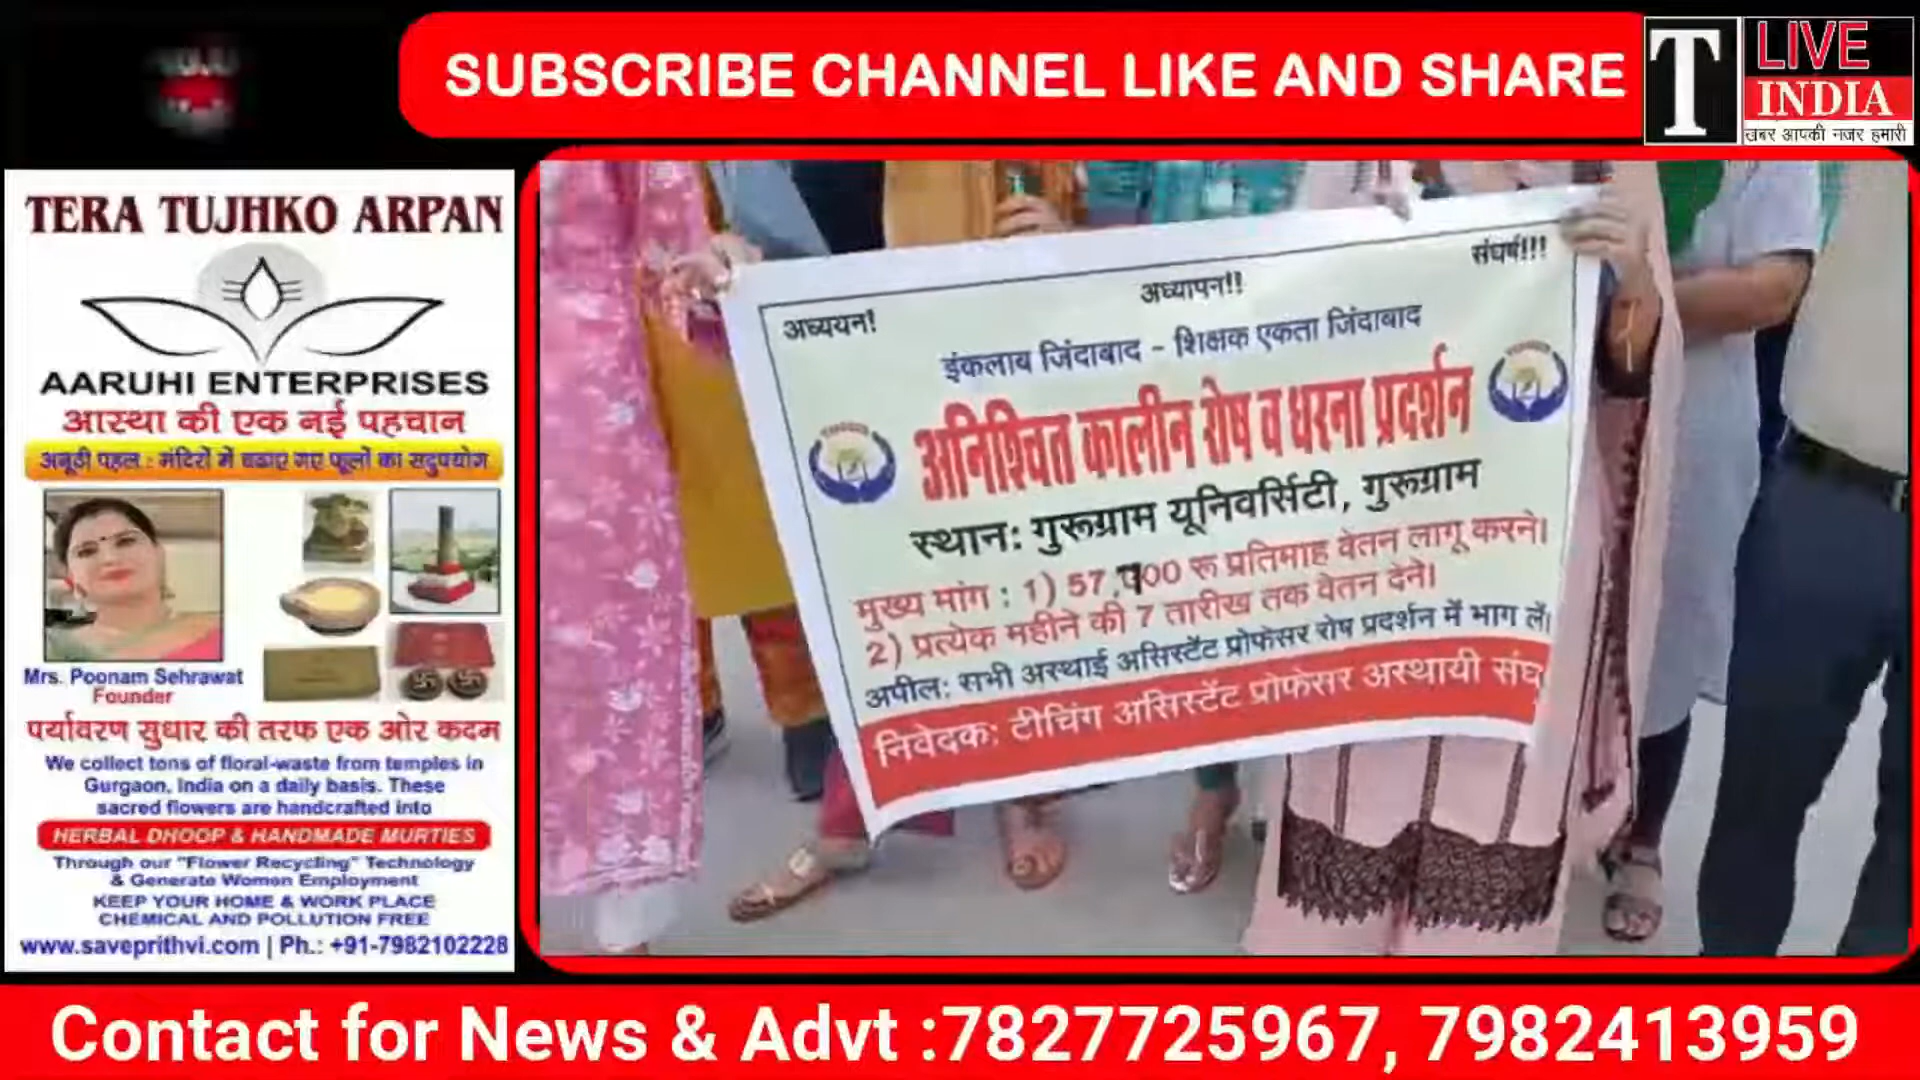 SUBSCRIBE CHANNEL LIKE AND SHARE
T LIVE
INDIA
खबर आपकी नजर हमारी
TERA TUJHKO ARPAN
AARUHI ENTERPRISES
आस्था की एक नई पहचान
अनूठी पहल : मंदिरों में चढ़ाए गए फूलों का सदुपयोग
Mrs. Poonam Sehrawat
Founder
पर्यावरण सुधार की तरफ एक ओर कदम
We collect tons of floral-waste from temples in
Gurgaon, India on a daily basis. These
sacred flowers are handcrafted into
HERBAL DHOOP & HANDMADE MURTIES
Through our "Flower Recycling" Technology
& Generate Women Employment
KEEP YOUR HOME & WORK PLACE
CHEMICAL AND POLLUTION FREE
www.saveprithvi.com | Ph.: +91-7982102228
अध्ययन! अध्यापन!! संघर्ष!!!
इंकलाब जिंदाबाद - शिक्षक एकता जिंदाबाद
अनिश्चित कालीन रोष व धरना प्रदर्शन
स्थान: गुरूग्राम यूनिवर्सिटी, गुरूग्राम
मुख्य मांग : 1) 57,700 रू प्रतिमाह वेतन लागू करने।
2) प्रत्येक महीने की 7 तारीख तक वेतन देने।
अपील: सभी अस्थाई असिस्टेंट प्रोफेसर रोष प्रदर्शन में भाग लें।
निवेदक: टीचिंग असिस्टेंट प्रोफेसर अस्थायी संघ
Contact for News & Advt :7827725967, 7982413959